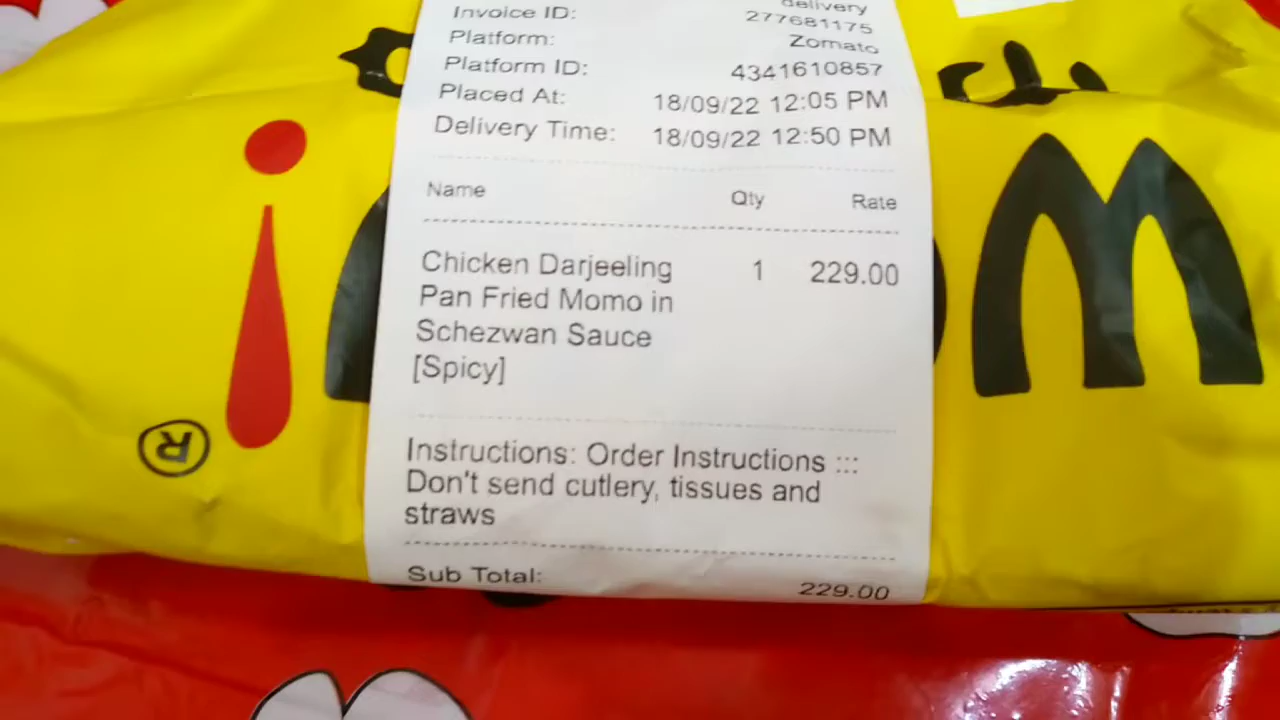 delivery
Invoice ID: 277681175
Platform: Zomato
Platform ID: 4341610857
Placed At: 18/09/22 12:05 PM
Delivery Time: 18/09/22 12:50 PM
Name Qty Rate
Chicken Darjeeling 1 229.00
Pan Fried Momo in
Schezwan Sauce
[Spicy]
Instructions: Order Instructions :::
Don't send cutlery, tissues and
straws
Sub Total: 229.00
®